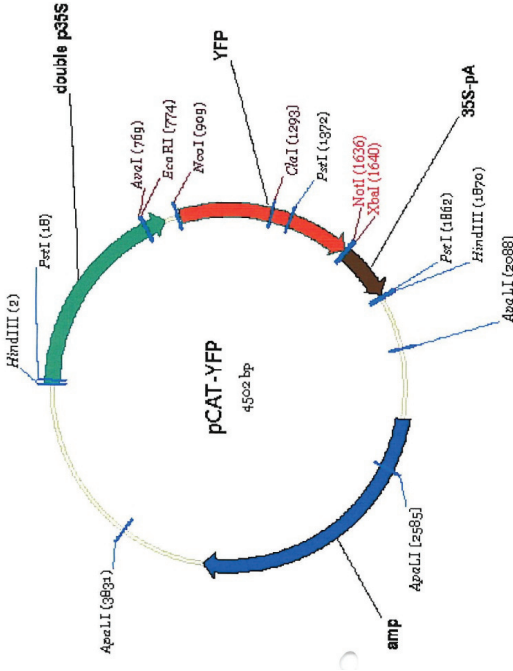 double p35S
YFP
35S-pA
amp
pCAT-YFP
4502 bp
HindIII (2)
PstI (18)
AvaI (769)
EcoRI (774)
NcoI (909)
ClaI (1293)
PstI (1372)
NotI (1636)
XbaI (1640)
PstI (1862)
HindIII (1870)
ApaLI (2088)
ApaLI (2585)
ApaLI (3831)